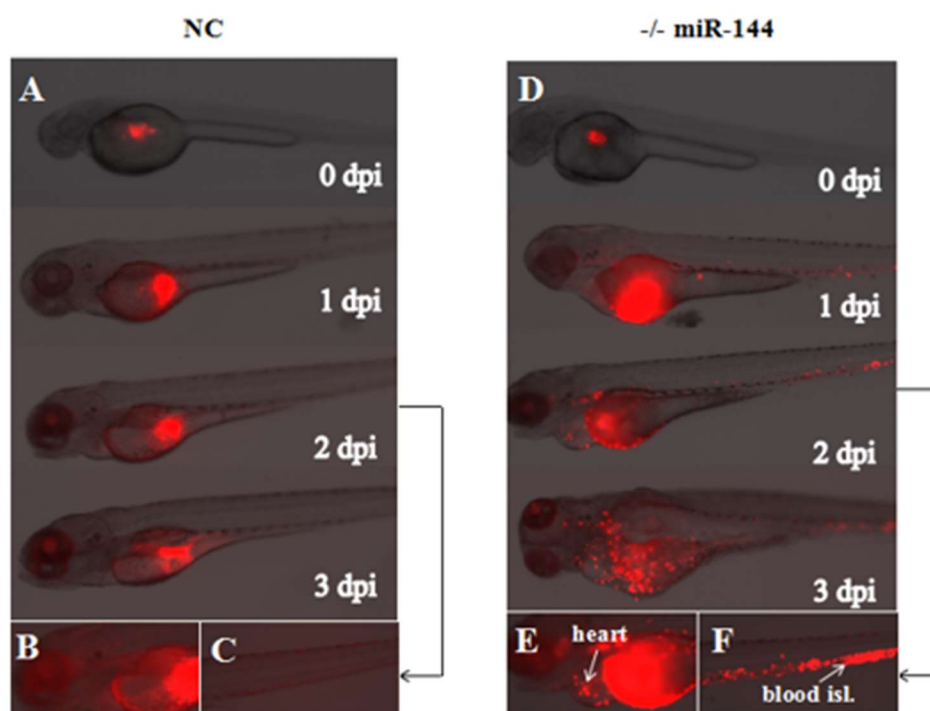 NC
-/- miR-144
A
0 dpi
1 dpi
2 dpi
3 dpi
B
C
D
0 dpi
1 dpi
2 dpi
3 dpi
E
heart
F
blood isl.